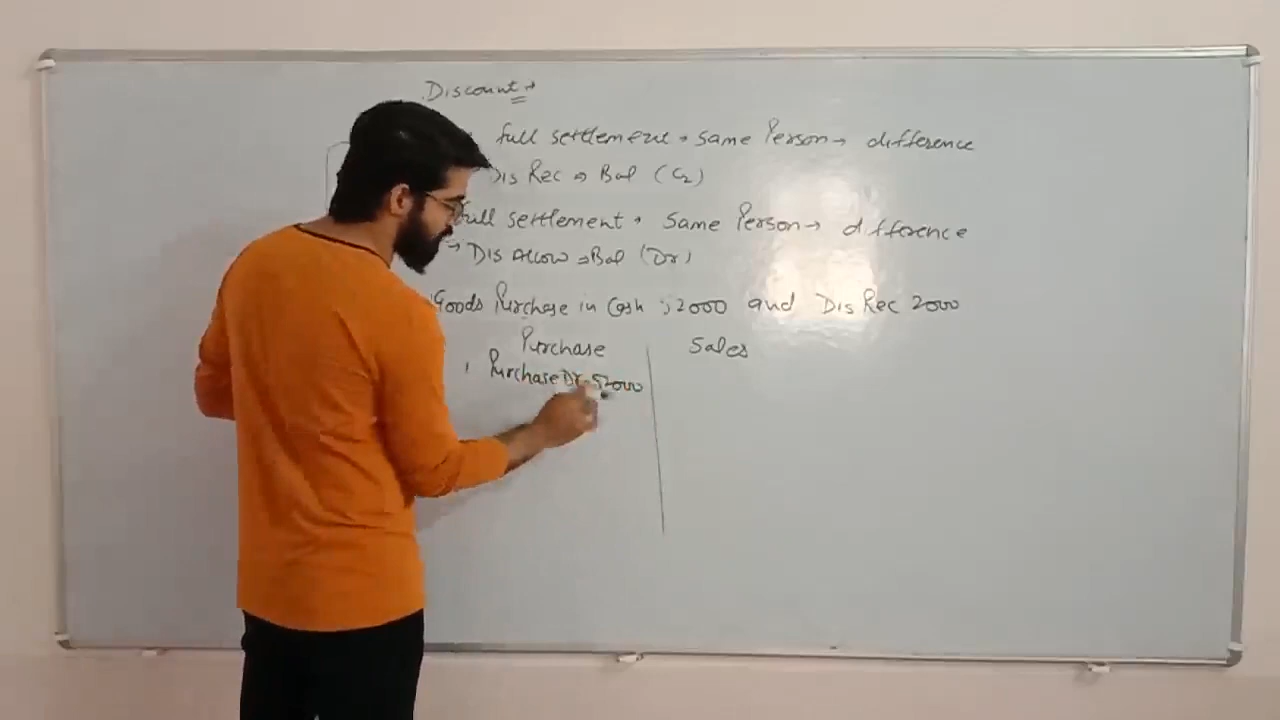 Discount →
full settlement → same Person → difference
Dis Rec ⇒ Bal (Cr)
full settlement → Same Person → difference
→ Dis Allow ⇒ Bal (Dr)
Goods Purchase in Cash 2000 and Dis Rec 2000
Purchase Sales
Purchase Dr 52000